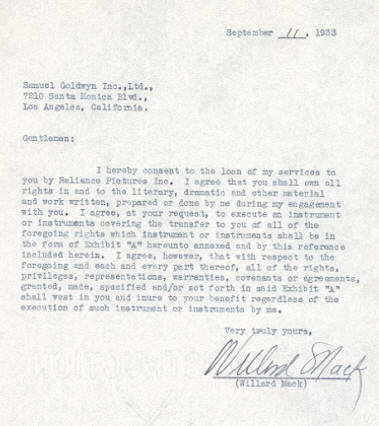 September 11, 1933
Samuel Goldwyn Inc.,Ltd.,
7210 Santa Monica Blvd.,
Los Angeles, California.
Gentlemen:
I hereby consent to the loan of my services to
you by Reliance Pictures Inc. I agree that you shall own all
rights in and to the literary, dramatic and other material
and work written, prepared or done by me during my engagement
with you. I agree, at your request, to execute an instrument
or instruments covering the transfer to you of all of the
foregoing rights which instrument or instruments shall be in
the form of Exhibit "A" hereunto annexed and by this reference
included herein. I agree, however, that with respect to the
foregoing and each and every part thereof, all of the rights,
privileges, representations, warranties, covenants or agreements,
granted, made, specified and/or set forth in said Exhibit "A"
shall vest in you and inure to your benefit regardless of the
execution of such instrument or instruments by me.
Very truly yours,
Willard Mack
(Willard Mack)